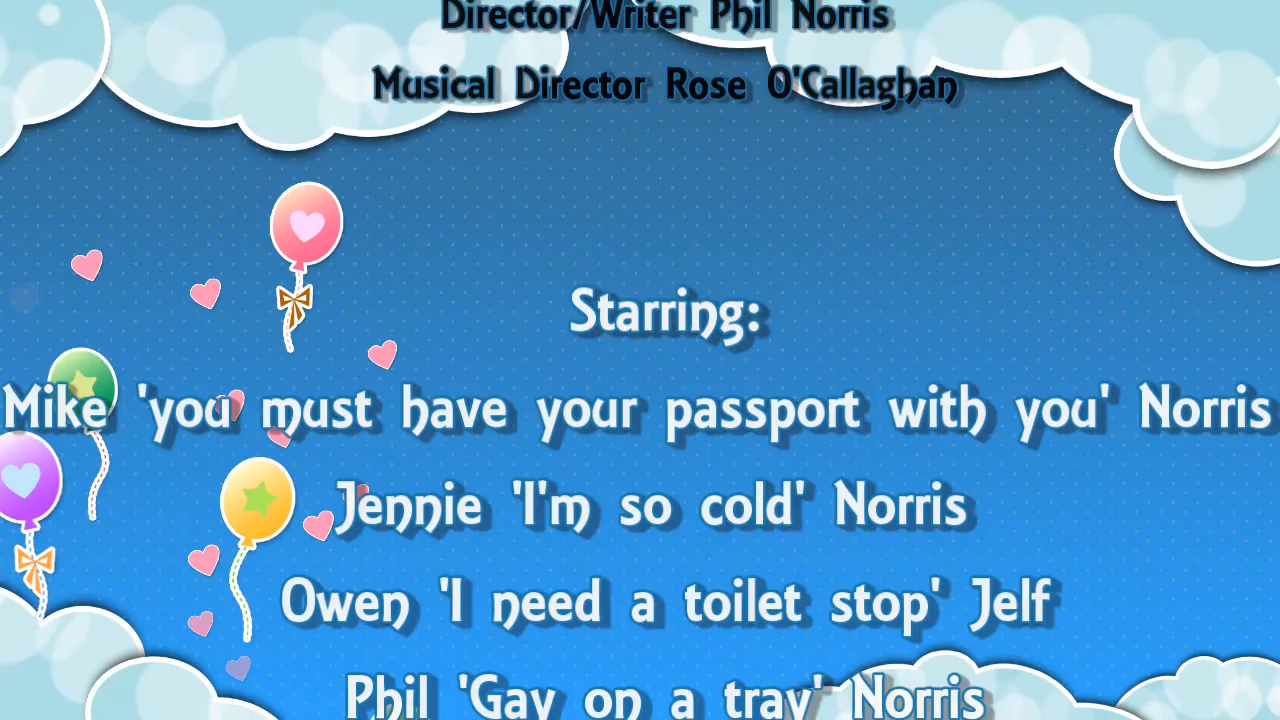 Director/Writer Phil Norris
Musical Director Rose O'Callaghan
Starring:
Mike 'you must have your passport with you' Norris
Jennie 'I'm so cold' Norris
Owen 'I need a toilet stop' Jelf
Phil 'Gay on a tray' Norris